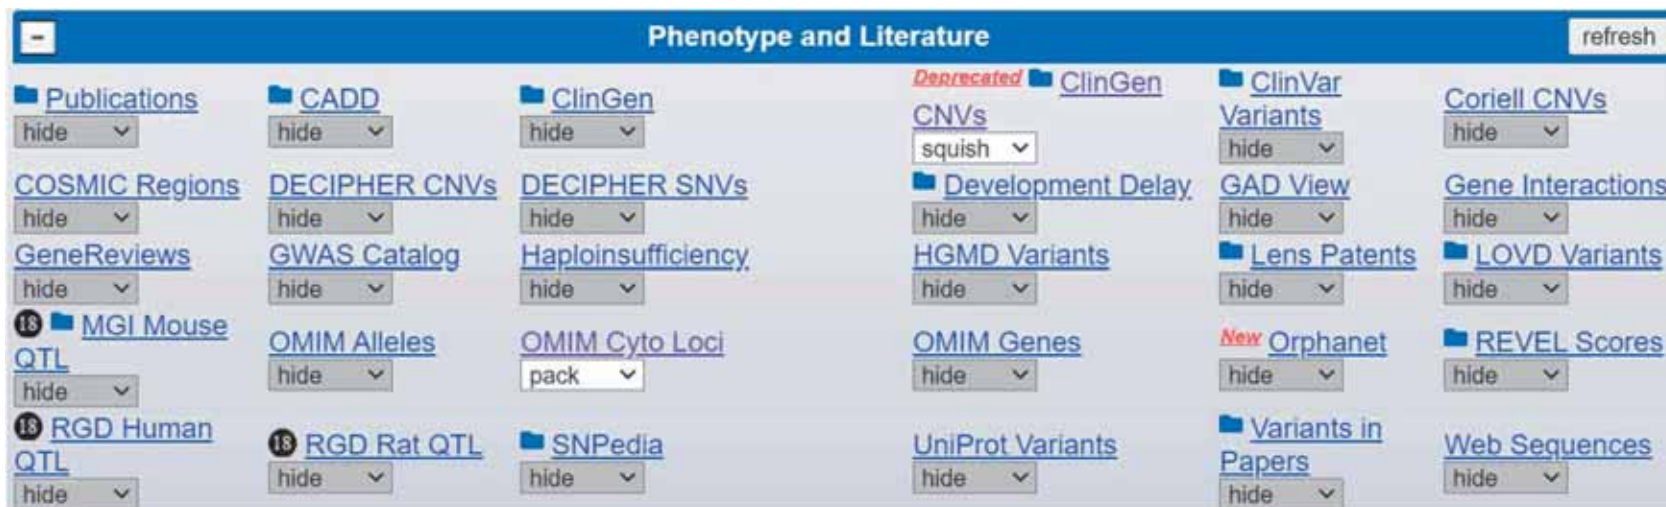 −
Phenotype and Literature
refresh
Publications
hide
CADD
hide
ClinGen
hide
Deprecated ClinGen
CNVs
squish
ClinVar
Variants
hide
Coriell CNVs
hide
COSMIC Regions
hide
DECIPHER CNVs
hide
DECIPHER SNVs
hide
Development Delay
hide
GAD View
hide
Gene Interactions
hide
GeneReviews
hide
GWAS Catalog
hide
Haploinsufficiency
hide
HGMD Variants
hide
Lens Patents
hide
LOVD Variants
hide
18 MGI Mouse
QTL
hide
OMIM Alleles
hide
OMIM Cyto Loci
pack
OMIM Genes
hide
New Orphanet
hide
REVEL Scores
hide
18 RGD Human
QTL
hide
18 RGD Rat QTL
hide
SNPedia
hide
UniProt Variants
hide
Variants in
Papers
hide
Web Sequences
hide